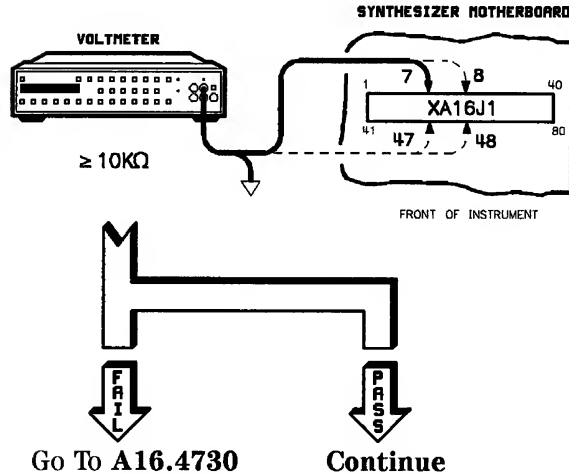 SYNTHESIZER MOTHERBOARD
VOLTMETER
7 8
1 40
XA16J1
41 80
47 48
≥ 10KΩ
FRONT OF INSTRUMENT
FAIL
PASS
Go To A16.4730
Continue